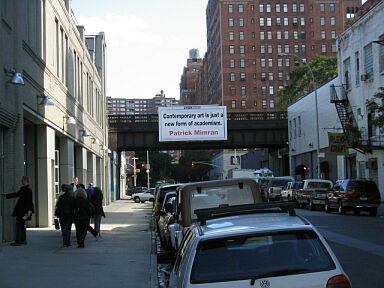 Contemporary art is just a
new form of academism.
Patrick Mimran